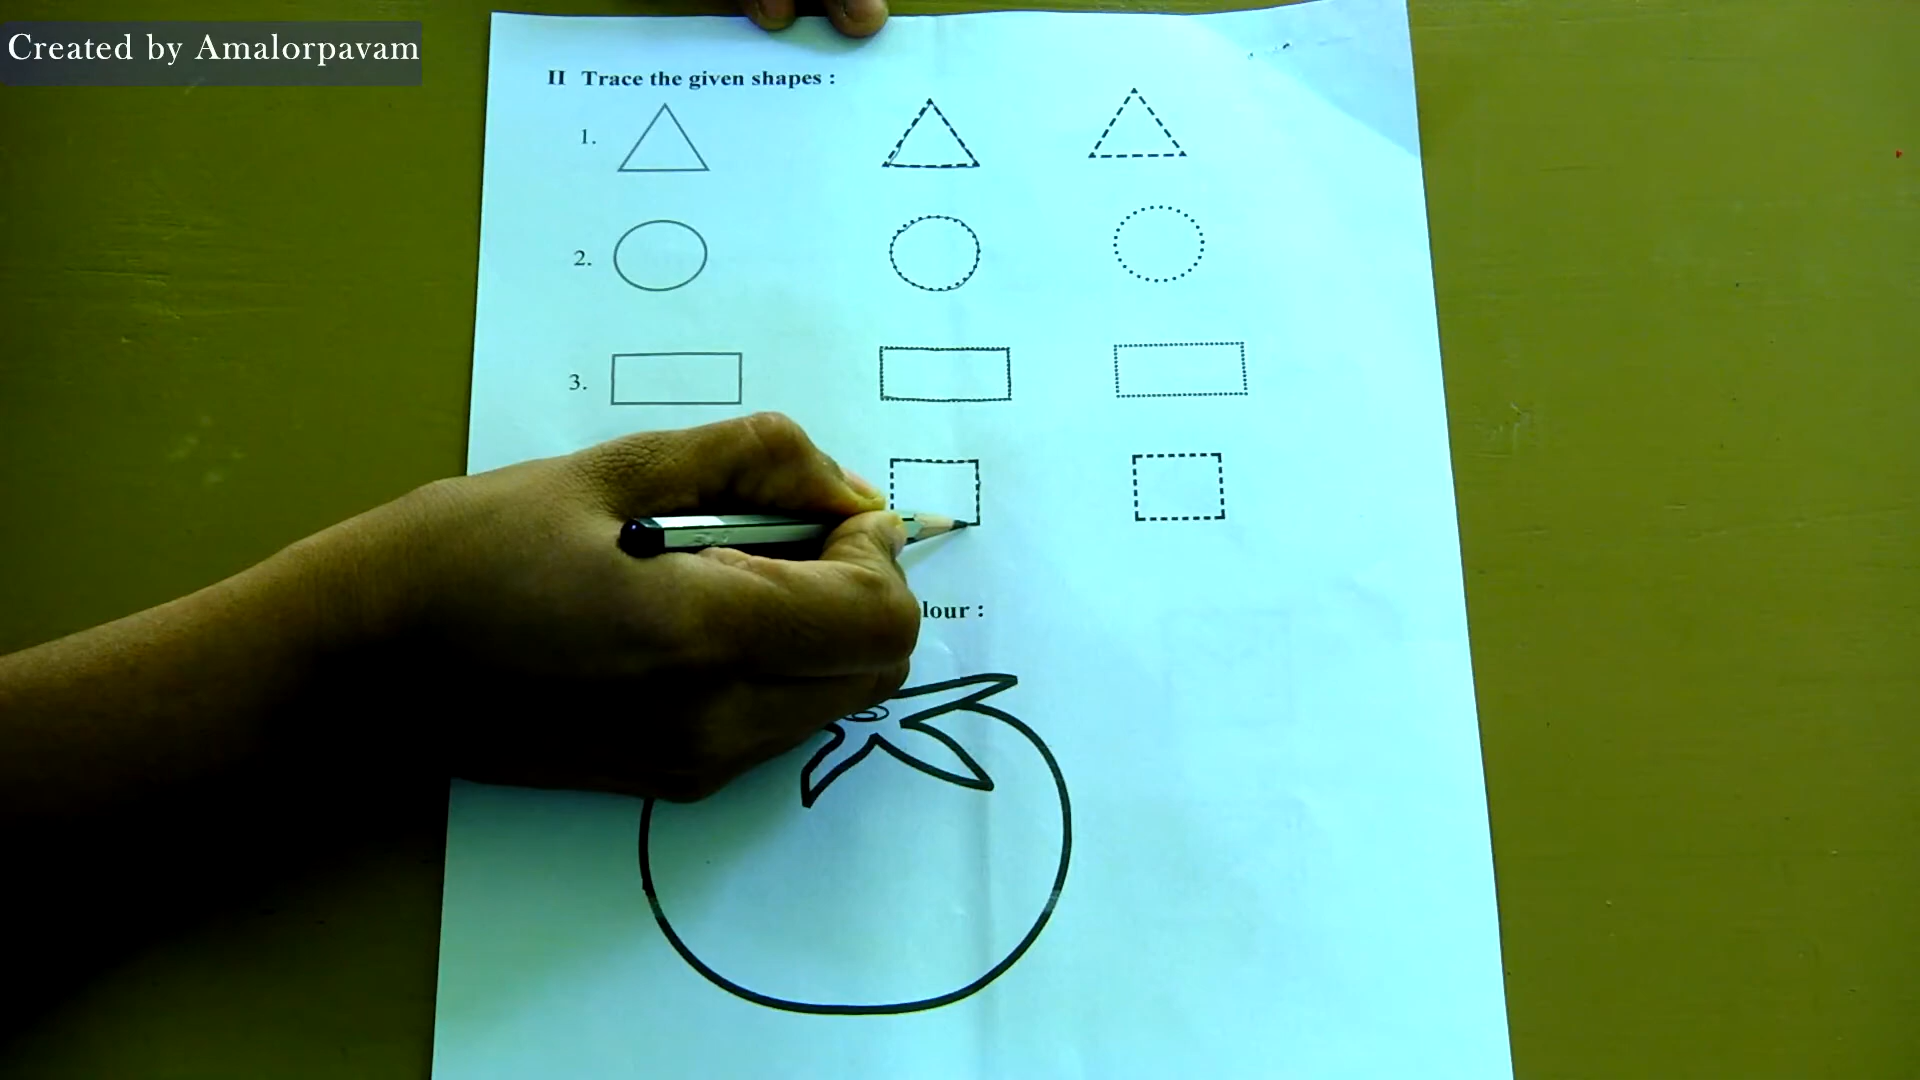 Created by Amalorpavam
II Trace the given shapes :
1.
2.
3.
lour :